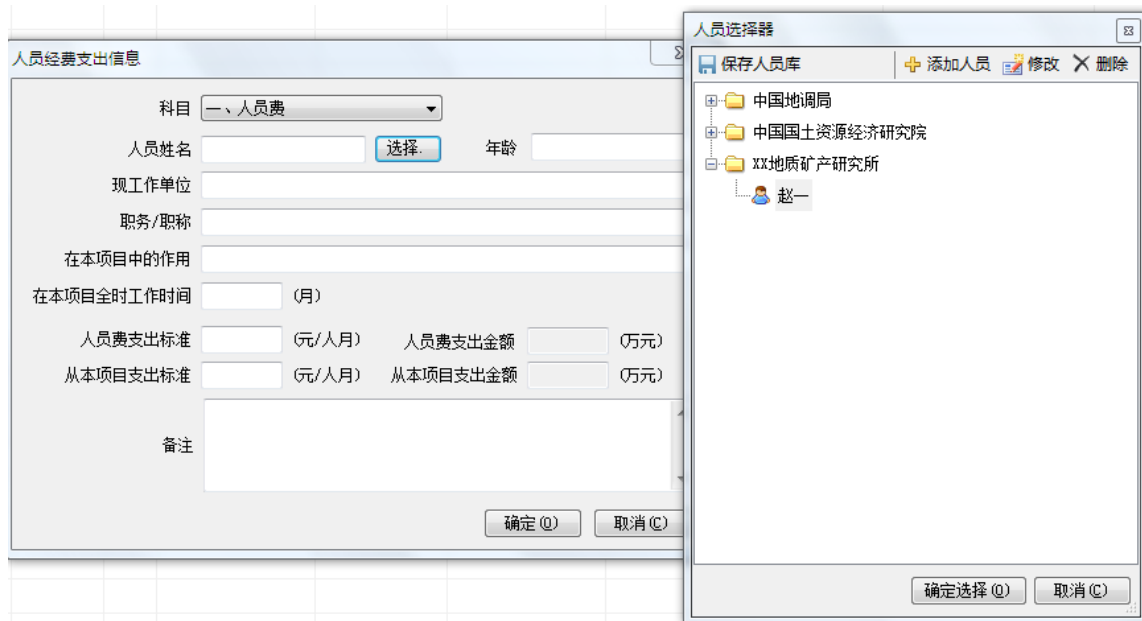 人员经费支出信息
科目 一、人员费
人员姓名 选择. 年龄
现工作单位
职务/职称
在本项目中的作用
在本项目全时工作时间 (月)
人员费支出标准 (元/人月) 人员费支出金额 (万元)
从本项目支出标准 (元/人月) 从本项目支出金额 (万元)
备注
确定(O) 取消(C)
人员选择器
保存人员库 添加人员 修改 删除
中国地调局
中国国土资源经济研究院
XX地质矿产研究所
赵一
确定选择(O) 取消(C)